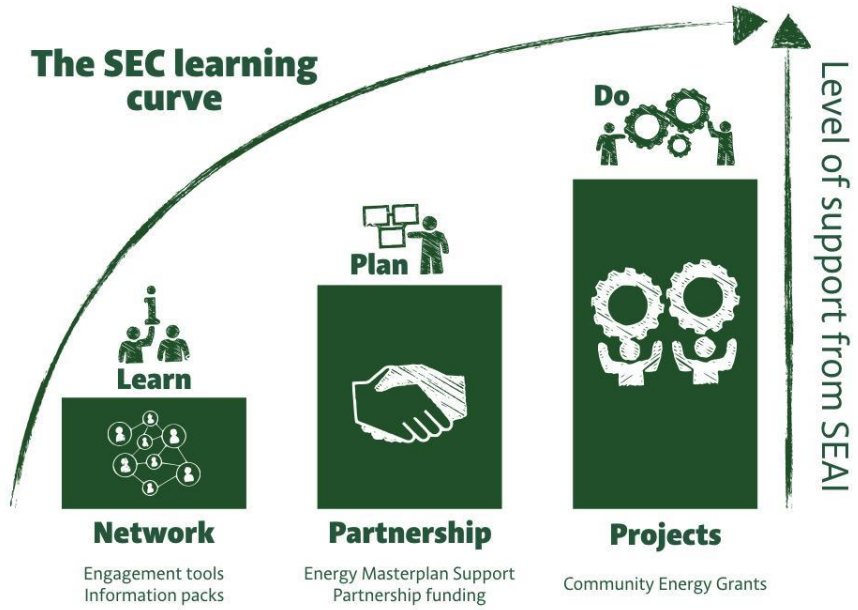 The SEC learning
curve
Do
Plan
Learn
Level of support from SEAI
Network
Engagement tools
Information packs
Partnership
Energy Masterplan Support
Partnership funding
Projects
Community Energy Grants